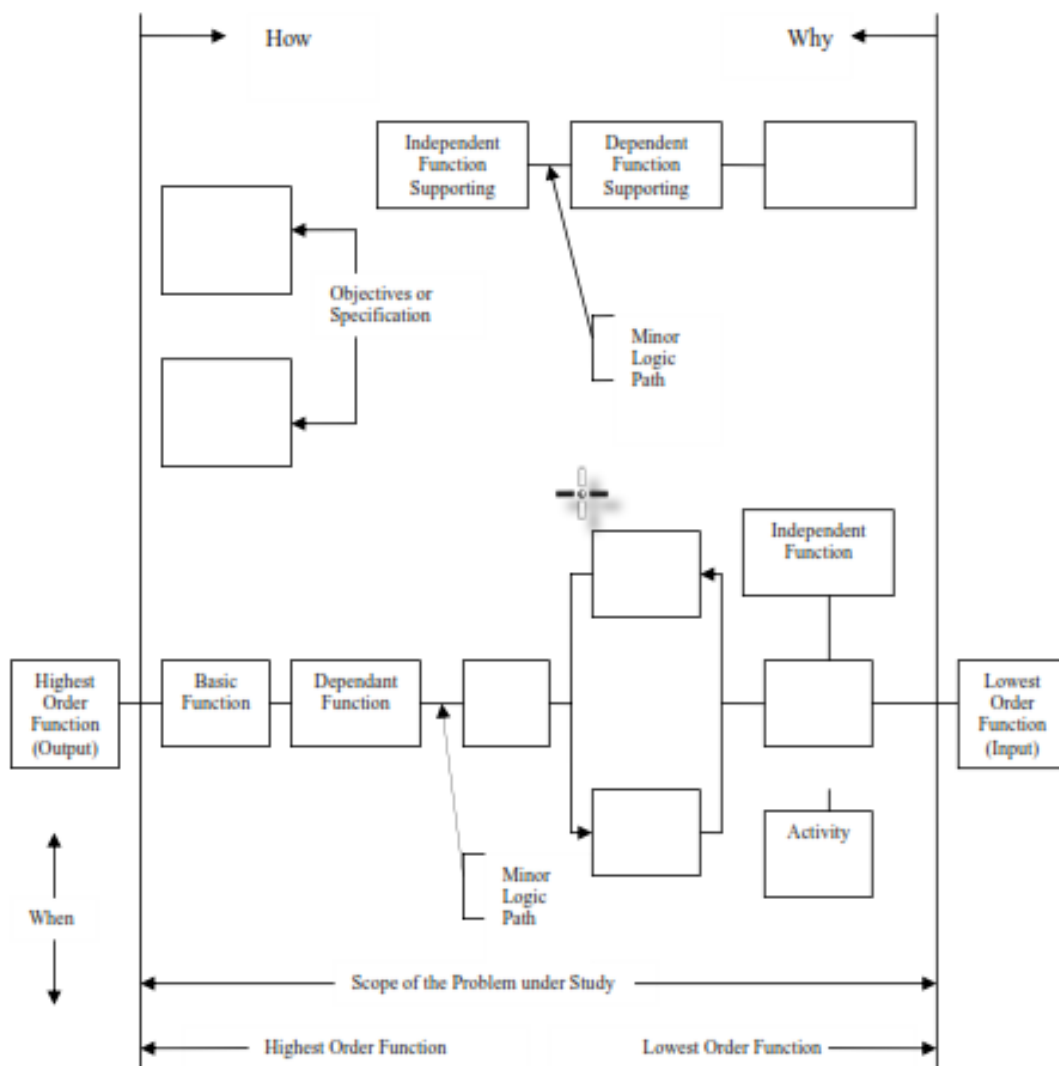 How
Why
Independent
Function
Supporting
Dependent
Function
Supporting
Objectives or
Specification
Minor
Logic
Path
Independent
Function
Highest
Order
Function
(Output)
Basic
Function
Dependant
Function
Lowest
Order
Function
(Input)
Activity
Minor
Logic
Path
When
Scope of the Problem under Study
Highest Order Function
Lowest Order Function